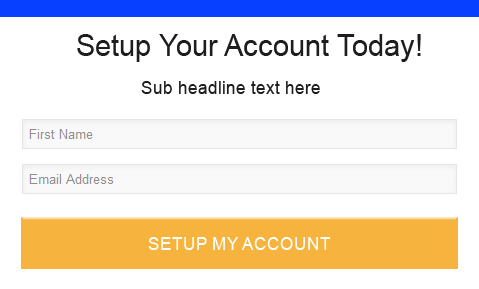 Setup Your Account Today!
Sub headline text here
First Name
Email Address
SETUP MY ACCOUNT